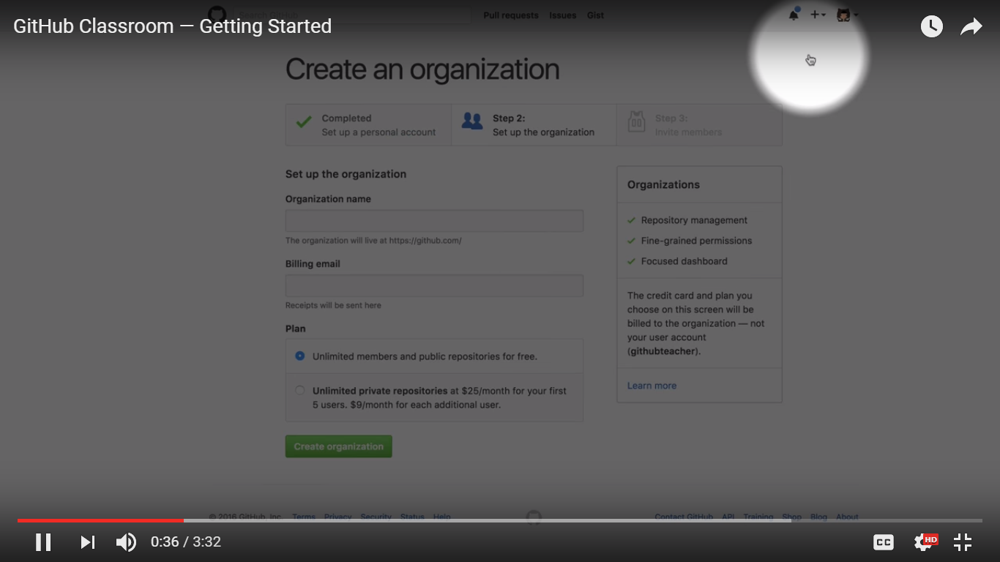 Search GitHub
Pull requests Issues Gist
GitHub Classroom — Getting Started
Create an organization
Completed
Set up a personal account
Step 2:
Set up the organization
Step 3:
Invite members
Set up the organization
Organization name
The organization will live at https://github.com/
Billing email
Receipts will be sent here
Plan
Unlimited members and public repositories for free.
Unlimited private repositories at $25/month for your first
5 users. $9/month for each additional user.
Create organization
Organizations
Repository management
Fine-grained permissions
Focused dashboard
The credit card and plan you
choose on this screen will be
billed to the organization — not
your user account
(githubteacher).
Learn more
© 2016 GitHub, Inc. Terms Privacy Security Status Help Contact GitHub API Training Shop Blog About
0:36 / 3:32 CC HD